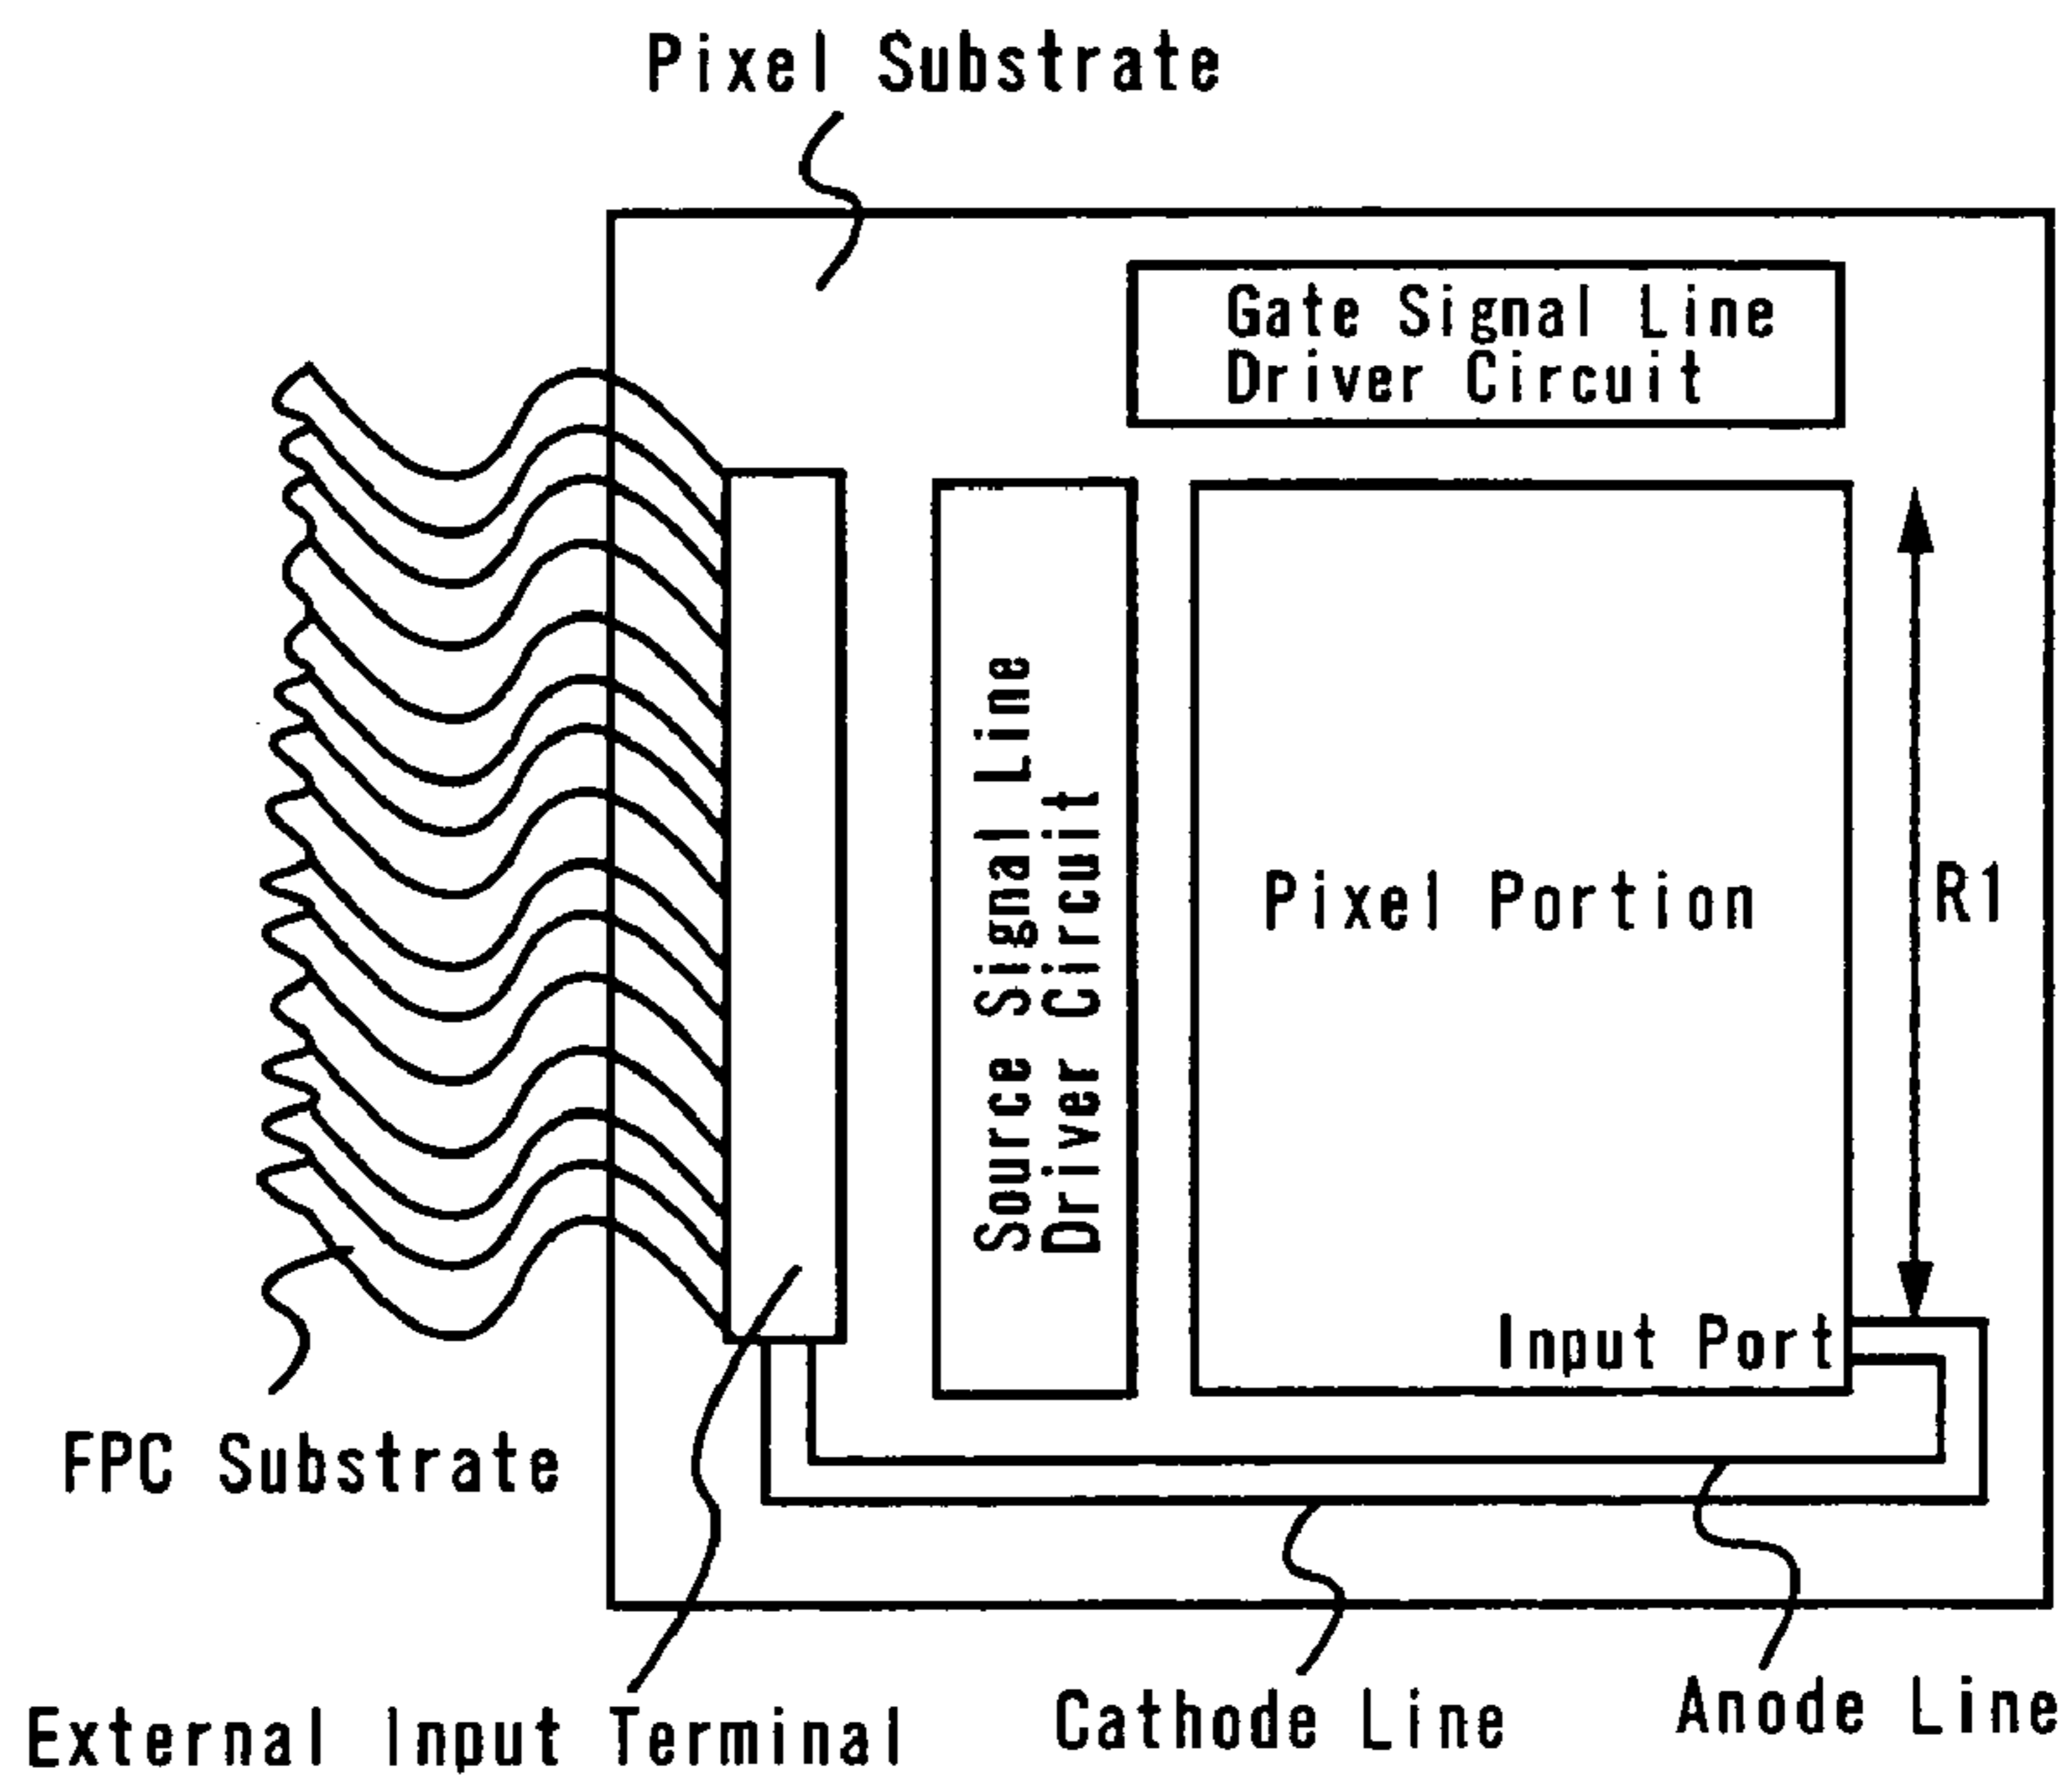 Pixel Substrate
Gate Signal Line
Driver Circuit
Source Signal Line
Driver Circuit
Pixel Portion
R1
Input Port
FPC Substrate
External Input Terminal
Cathode Line
Anode Line